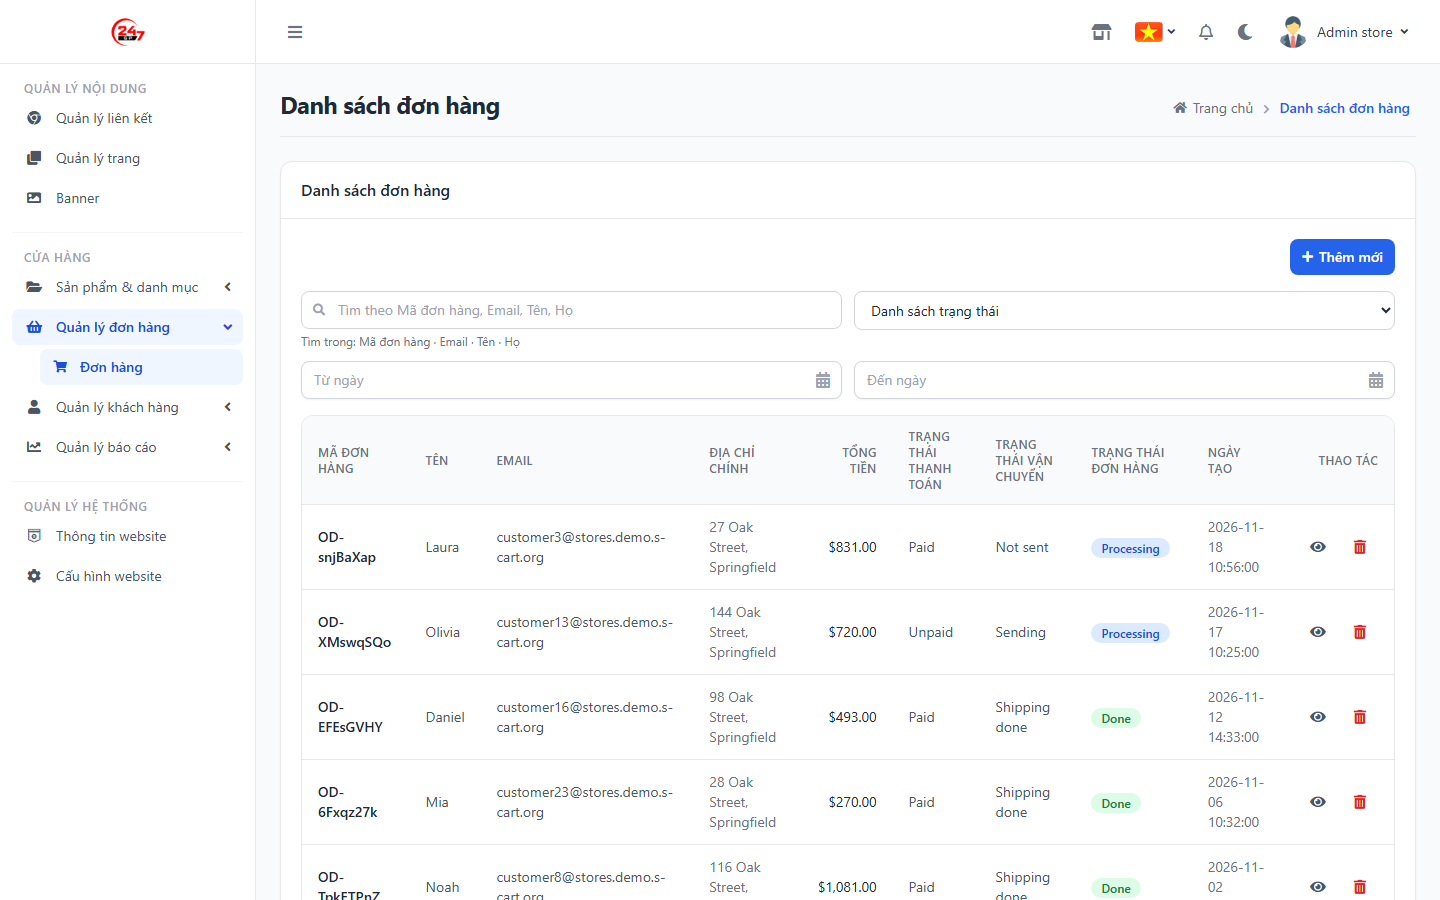 247
Admin store
QUẢN LÝ NỘI DUNG
Quản lý liên kết
Quản lý trang
Banner
CỬA HÀNG
Sản phẩm & danh mục
Quản lý đơn hàng
Đơn hàng
Quản lý khách hàng
Quản lý báo cáo
QUẢN LÝ HỆ THỐNG
Thông tin website
Cấu hình website
Danh sách đơn hàng
Trang chủ
Danh sách đơn hàng
Danh sách đơn hàng
Thêm mới
Tìm theo Mã đơn hàng, Email, Tên, Họ
Danh sách trạng thái
Tìm trong: Mã đơn hàng · Email · Tên · Họ
Từ ngày
Đến ngày
MÃ ĐƠN HÀNG
TÊN
EMAIL
ĐỊA CHỈ CHÍNH
TỔNG TIỀN
TRẠNG THÁI THANH TOÁN
TRẠNG THÁI VẬN CHUYỂN
TRẠNG THÁI ĐƠN HÀNG
NGÀY TẠO
THAO TÁC
OD-snjBaXap
Laura
customer3@stores.demo.s-cart.org
27 Oak Street, Springfield
$831.00
Paid
Not sent
Processing
2026-11-18 10:56:00
OD-XMswqSQo
Olivia
customer13@stores.demo.s-cart.org
144 Oak Street, Springfield
$720.00
Unpaid
Sending
Processing
2026-11-17 10:25:00
OD-EFEsGVHY
Daniel
customer16@stores.demo.s-cart.org
98 Oak Street, Springfield
$493.00
Paid
Shipping done
Done
2026-11-12 14:33:00
OD-6Fxqz27k
Mia
customer23@stores.demo.s-cart.org
28 Oak Street, Springfield
$270.00
Paid
Shipping done
Done
2026-11-06 10:32:00
OD-TpkETPnZ
Noah
customer8@stores.demo.s-cart.org
116 Oak Street,
$1,081.00
Paid
Shipping done
Done
2026-11-02